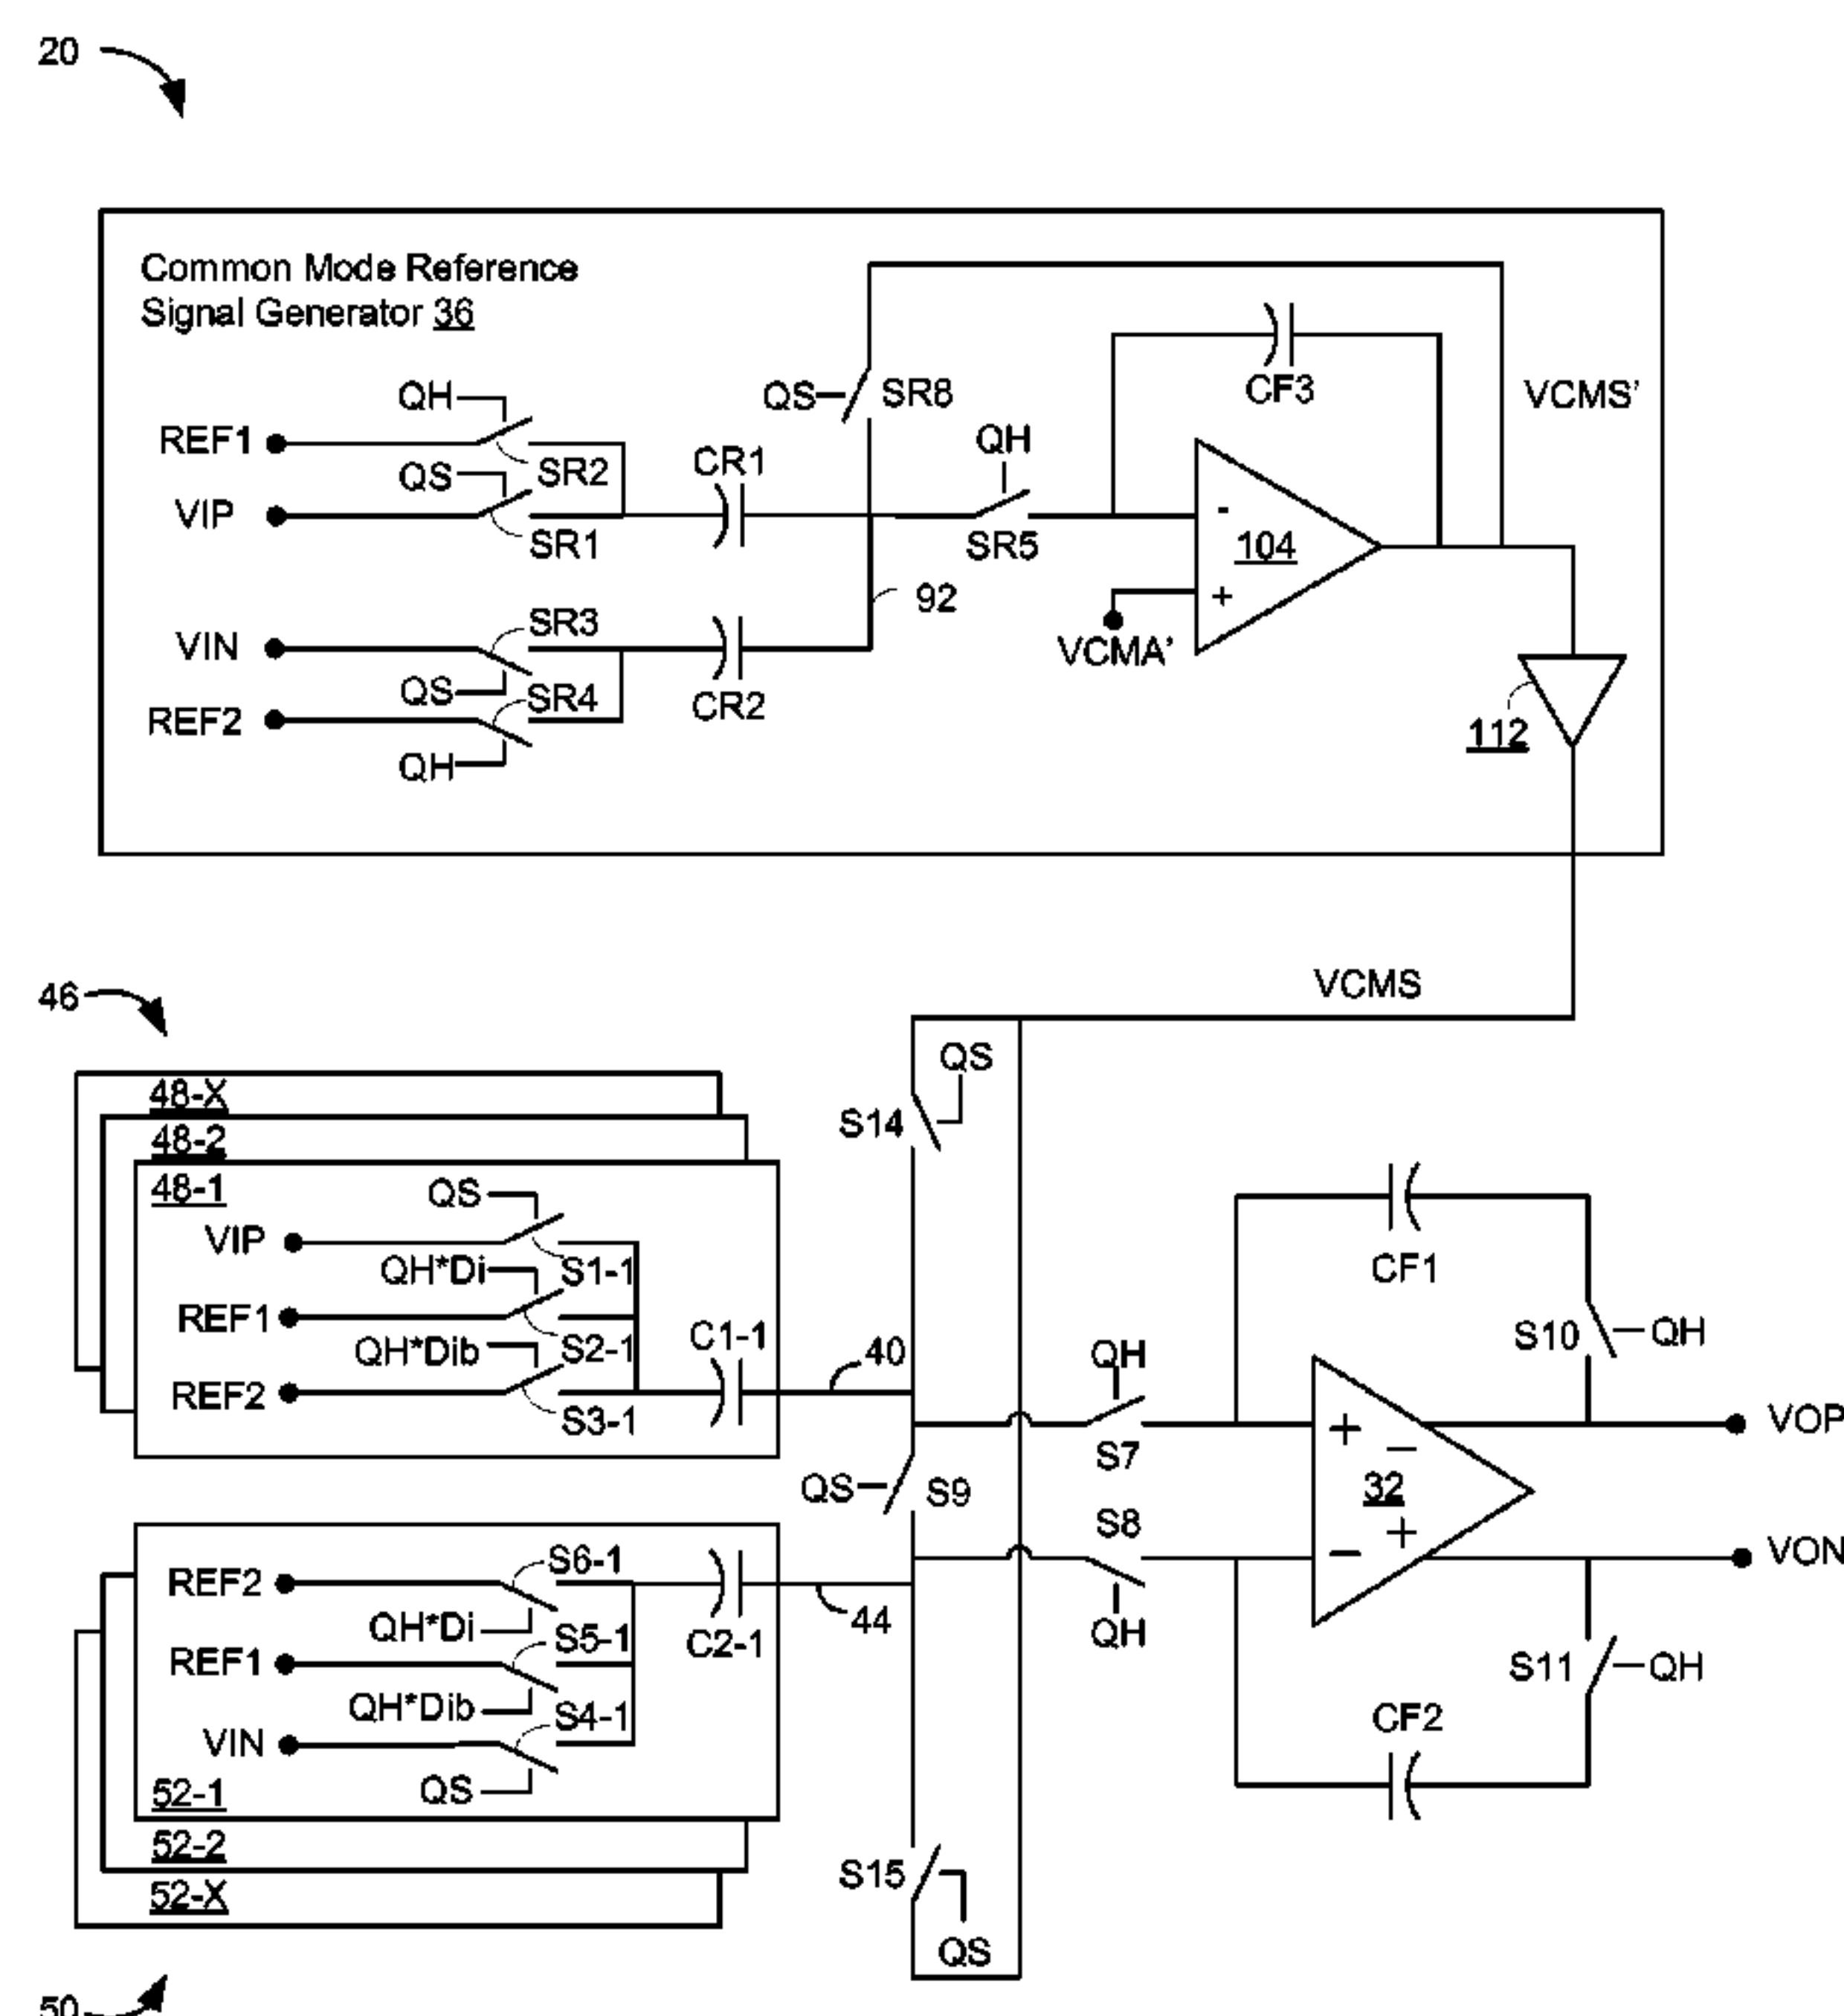 20
Common Mode Reference
Signal Generator 36
QH
REF1
SR2
QS
VIP
SR1
CR1
QS
SR8
QH
SR5
CF3
VCMS'
-
104
+
VCMA'
92
VIN
SR3
QS
SR4
REF2
QH
CR2
112
VCMS
46
48-X
48-2
48-1
QS
VIP
S1-1
QH*Di
REF1
S2-1
QH*Dib
REF2
S3-1
C1-1
40
QS
S14
QS
S9
QH
S7
S8
QH
CF1
S10
QH
+
−
32
+
−
VOP
VON
S11
QH
CF2
REF2
S6-1
QH*Di
REF1
S5-1
QH*Dib
VIN
S4-1
QS
C2-1
44
52-1
52-2
52-X
S15
QS
50